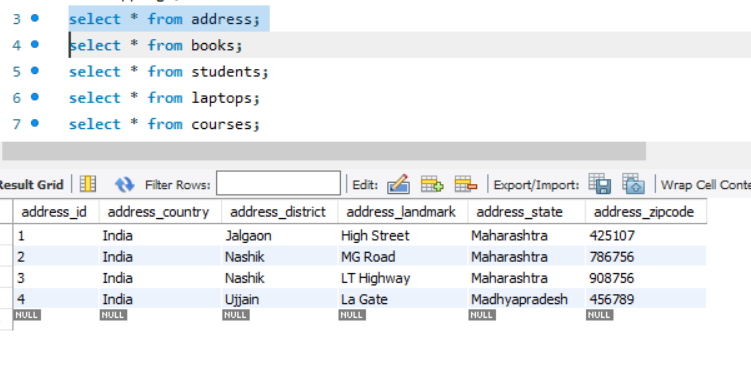 3 select * from address;
4 select * from books;
5 select * from students;
6 select * from laptops;
7 select * from courses;
Result Grid Filter Rows: Edit: Export/Import: Wrap Cell
address_id address_country address_district address_landmark address_state address_zipcode
1 India Jalgaon High Street Maharashtra 425107
2 India Nashik MG Road Maharashtra 786756
3 India Nashik LT Highway Maharashtra 908756
4 India Ujjain La Gate Madhyapradesh 456789
NULL NULL NULL NULL NULL NULL